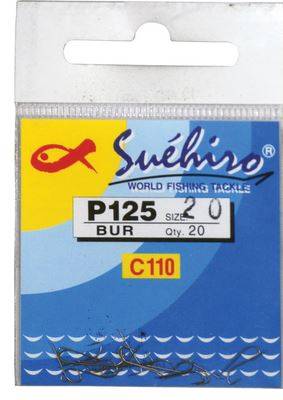 Suéhiro®
WORLD FISHING TACKLE
P125 SIZE: 20
BUR Qty. 20
C110